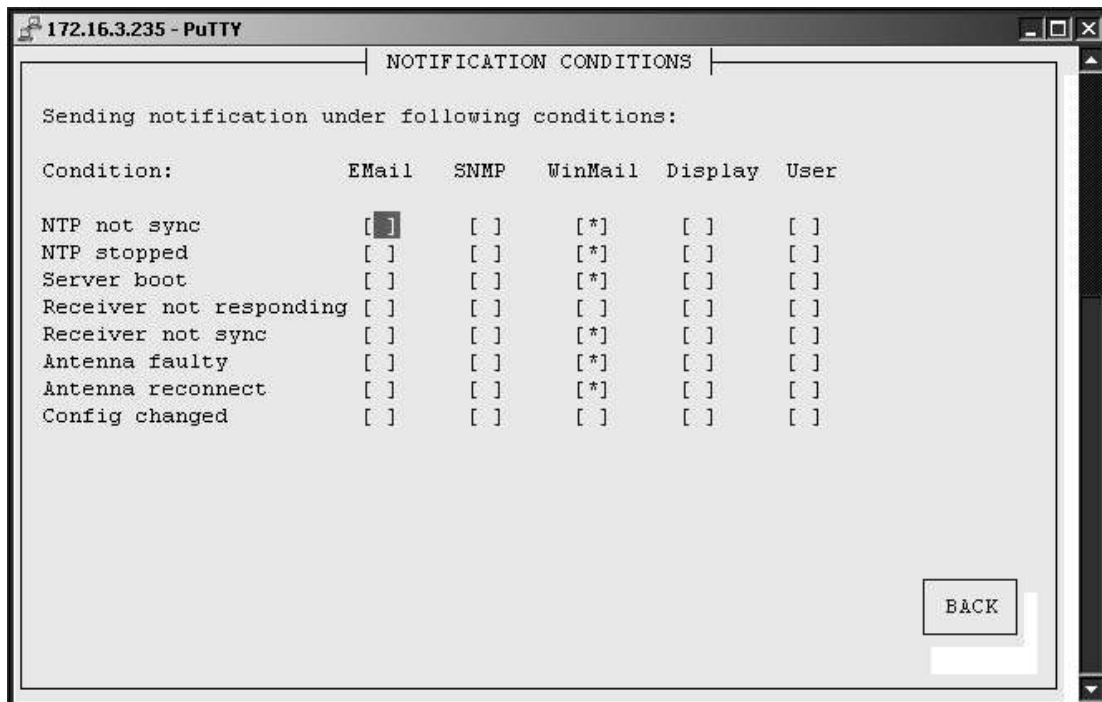 172.16.3.235 - PuTTY
NOTIFICATION CONDITIONS
Sending notification under following conditions:
Condition: EMail SNMP WinMail Display User
NTP not sync [ ] [ ] [*] [ ] [ ]
NTP stopped [ ] [ ] [*] [ ] [ ]
Server boot [ ] [ ] [*] [ ] [ ]
Receiver not responding [ ] [ ] [ ] [ ] [ ]
Receiver not sync [ ] [ ] [*] [ ] [ ]
Antenna faulty [ ] [ ] [*] [ ] [ ]
Antenna reconnect [ ] [ ] [*] [ ] [ ]
Config changed [ ] [ ] [ ] [ ] [ ]
BACK